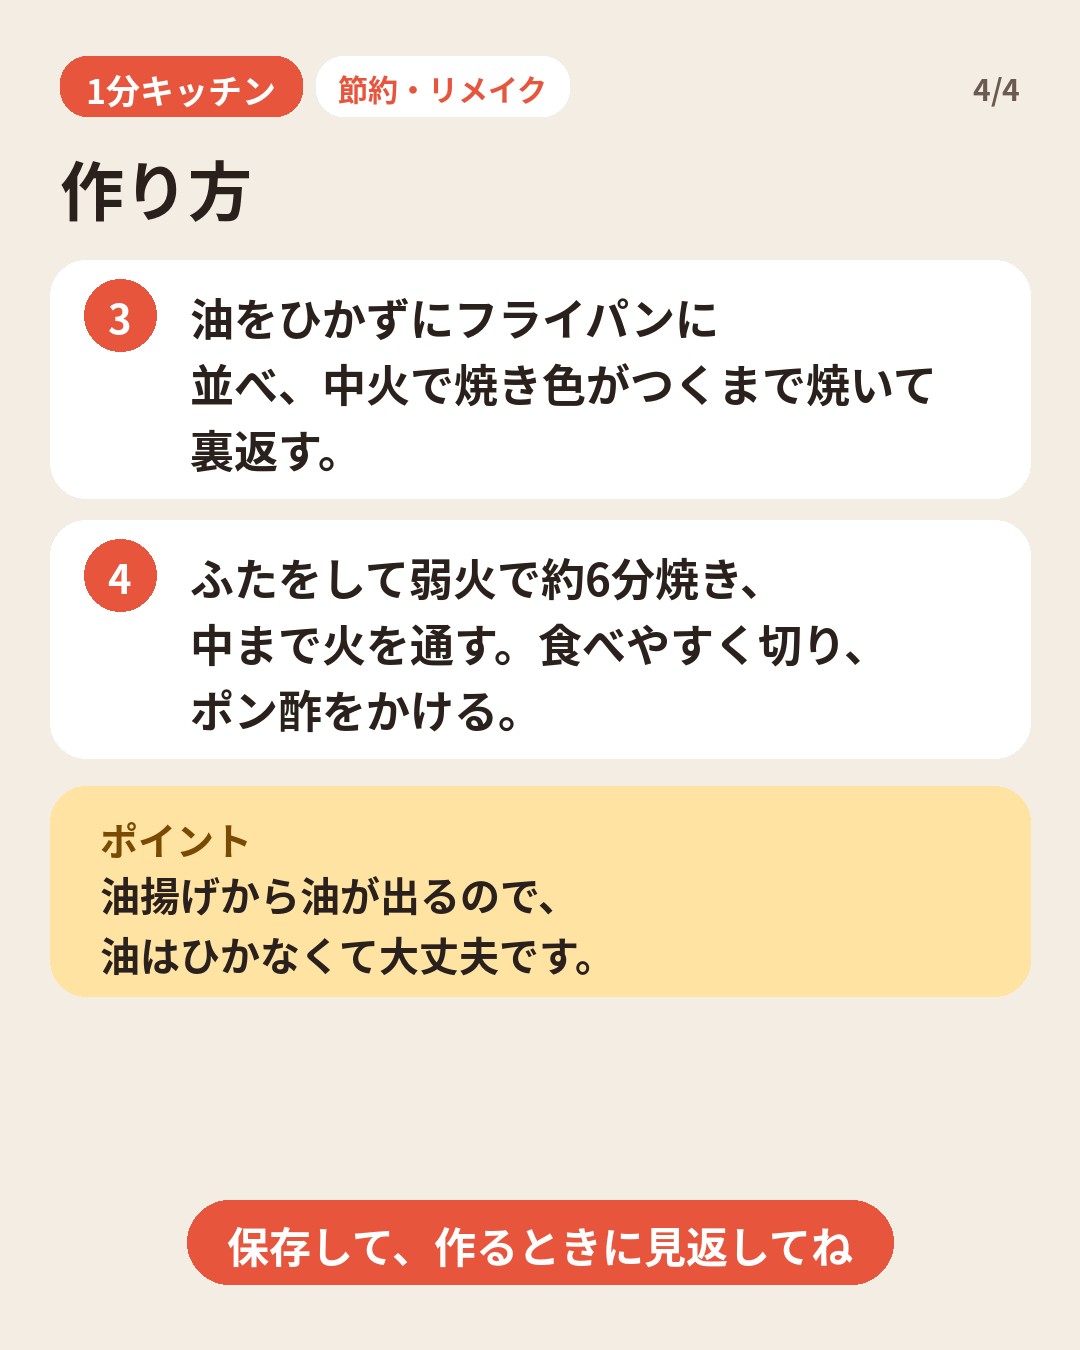 1分キッチン 節約・リメイク 4/4
作り方
3 油をひかずにフライパンに
並べ、中火で焼き色がつくまで焼いて
裏返す。
4 ふたをして弱火で約6分焼き、
中まで火を通す。食べやすく切り、
ポン酢をかける。
ポイント
油揚げから油が出るので、
油はひかなくて大丈夫です。
保存して、作るときに見返してね